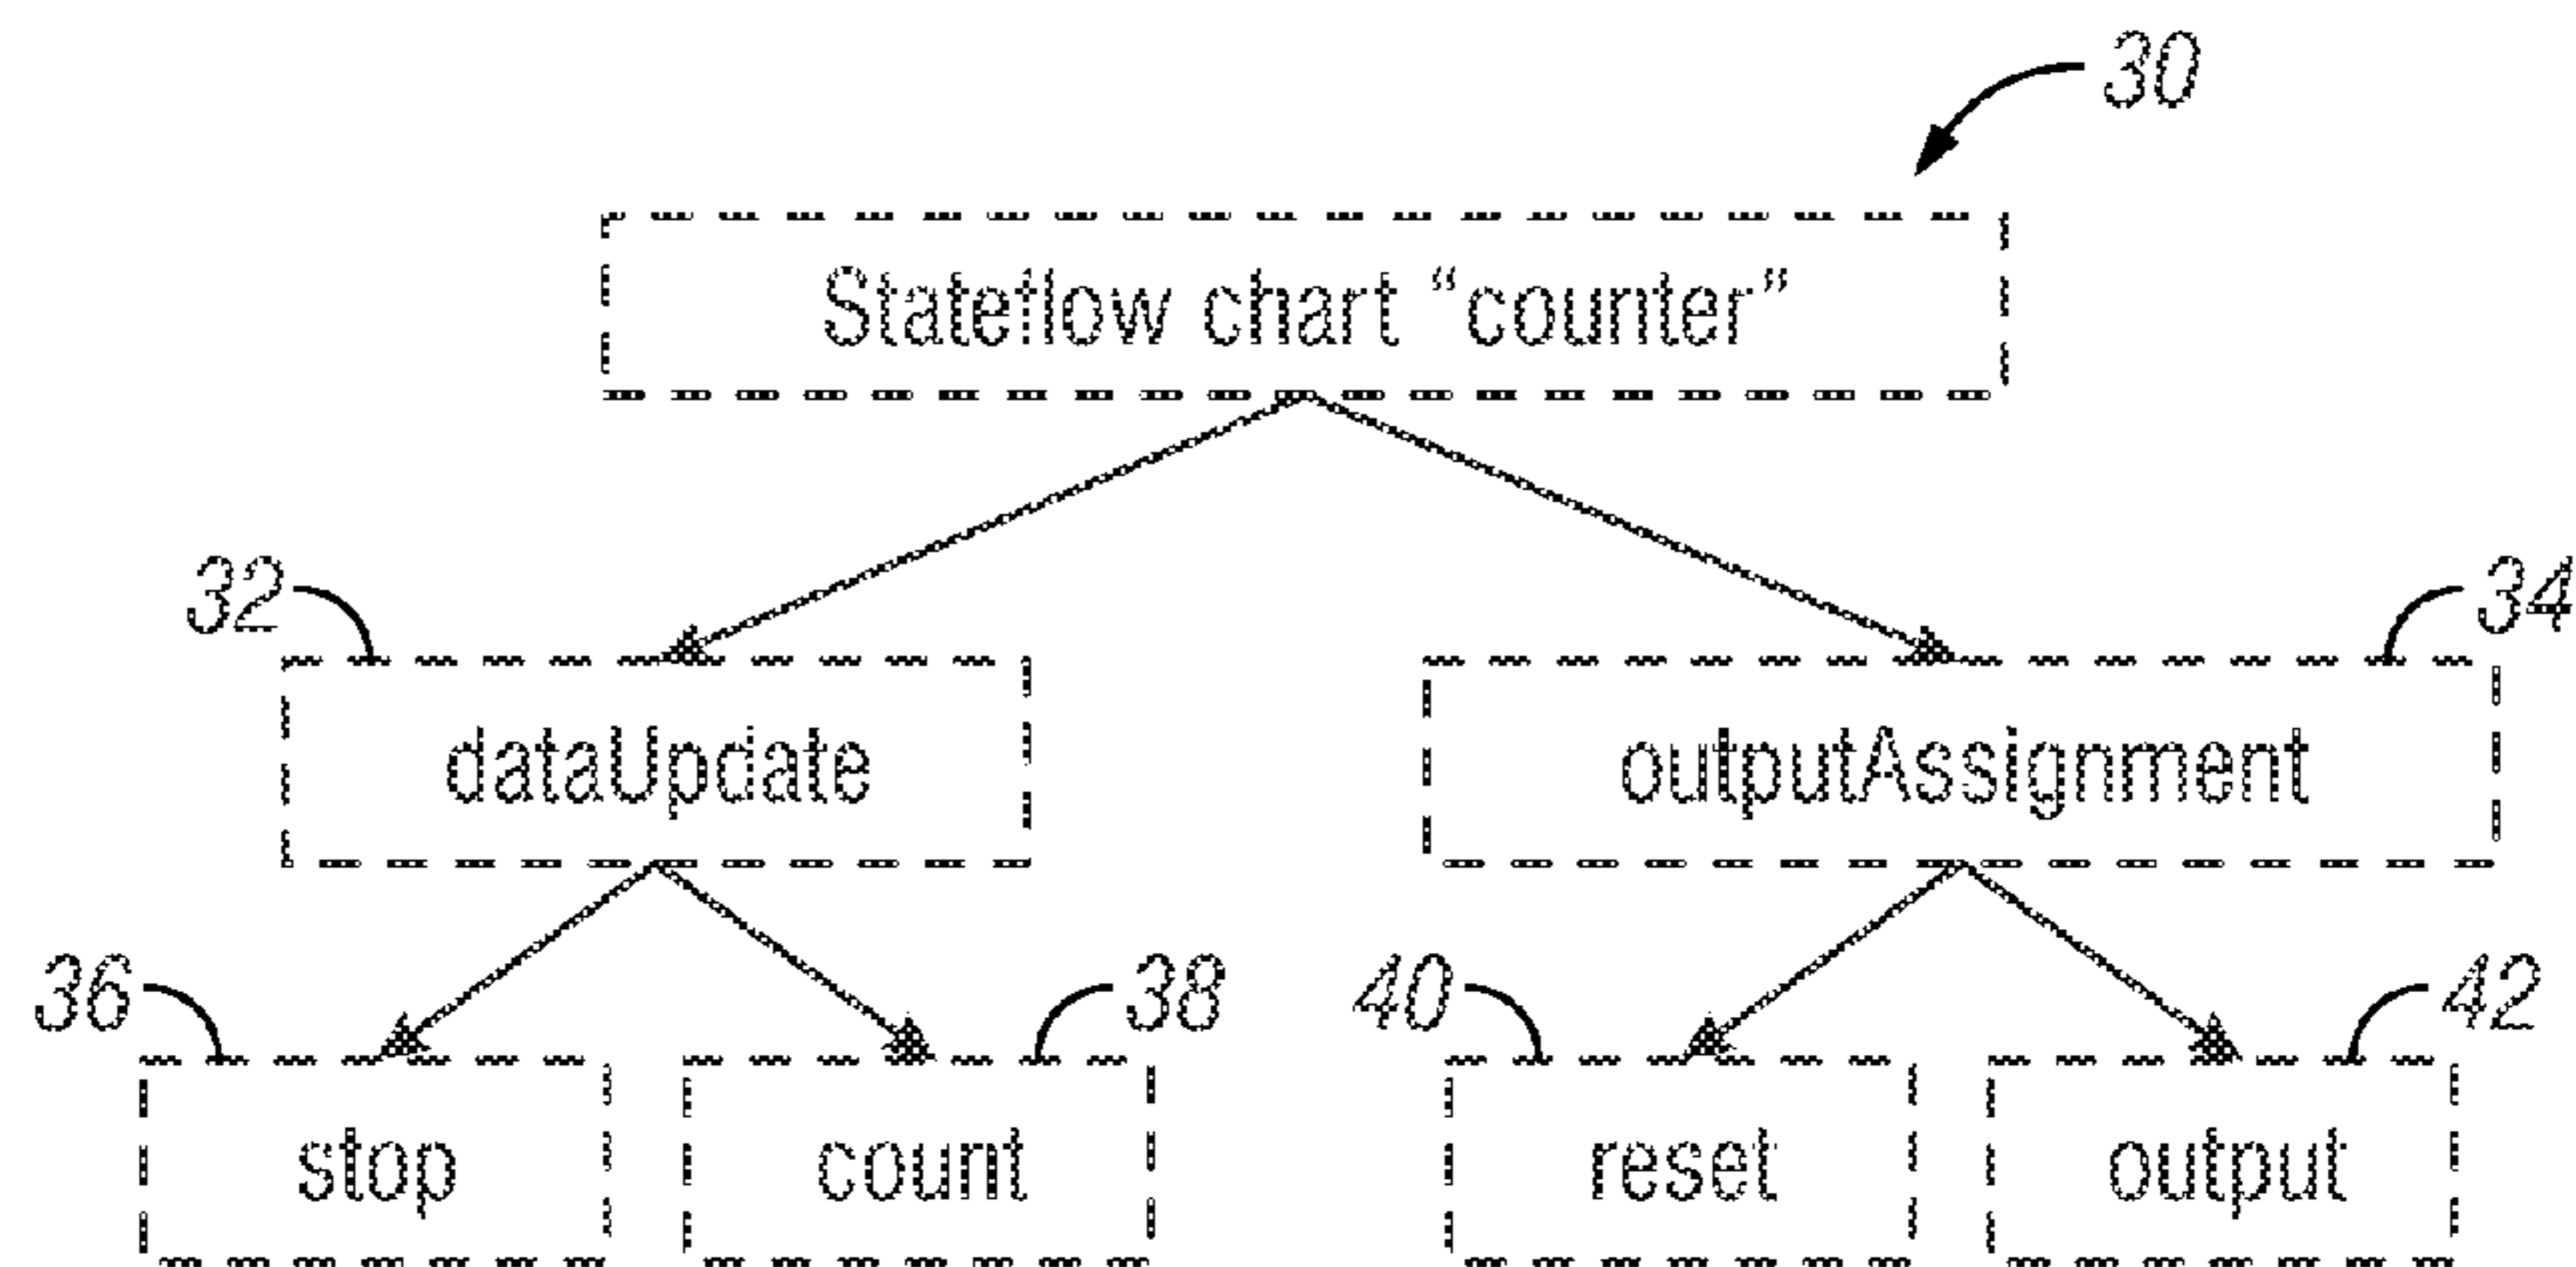 30
Stateflow chart “counter”
32
34
dataUpdate
outputAssignment
36
38
40
42
stop
count
reset
output